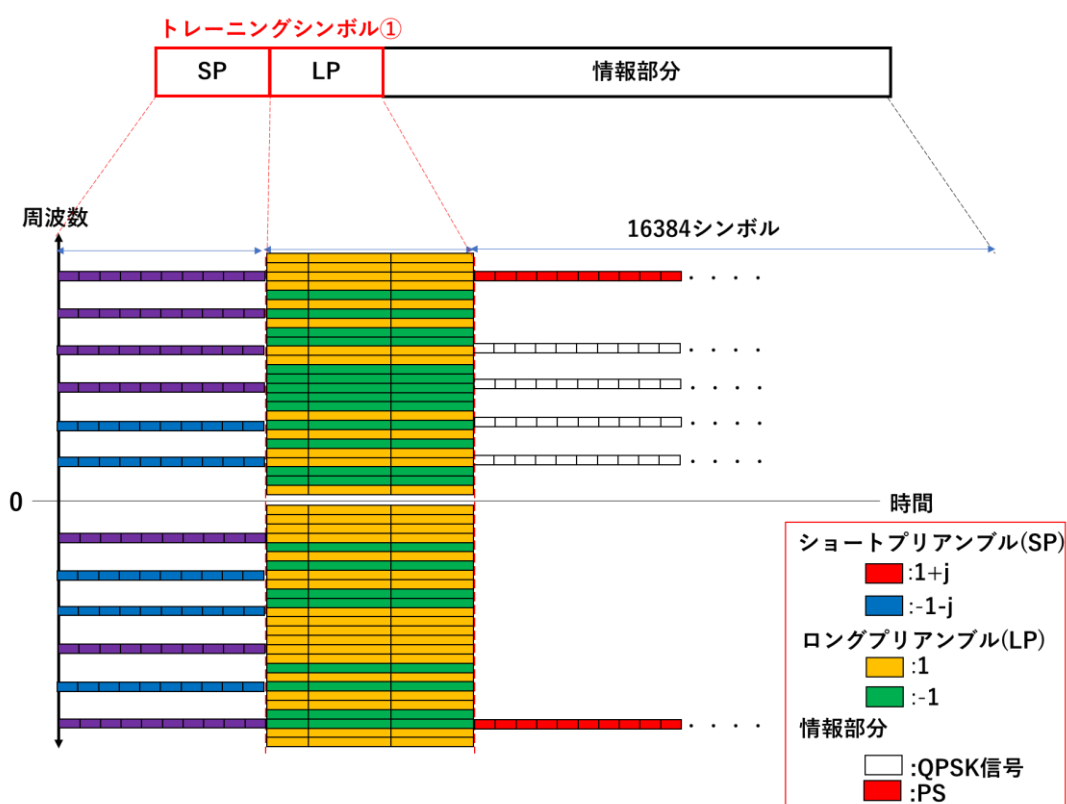 トレーニングシンボル①
SP
LP
情報部分
周波数
16384シンボル
・・・・
・・・・
・・・・
・・・・
・・・・
0
時間
ショートプリアンブル(SP)
:1+j
:-1-j
ロングプリアンブル(LP)
:1
:-1
情報部分
:QPSK信号
:PS
・・・・